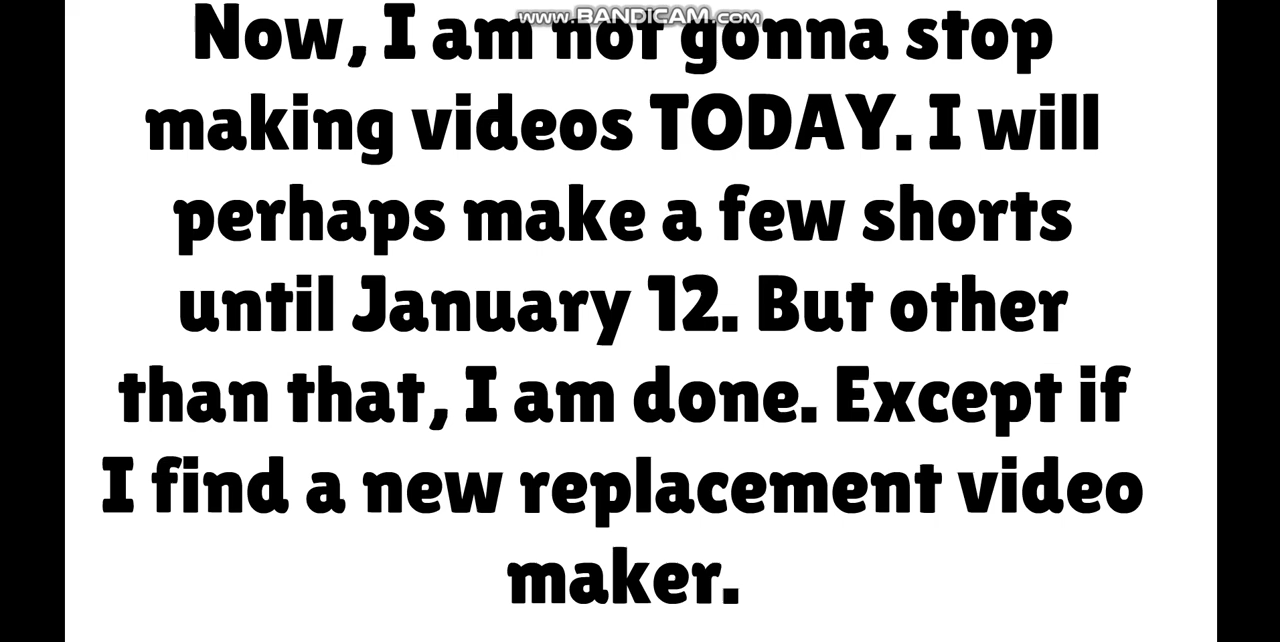 www.BANDICAM.com
Now, I am not gonna stop
making videos TODAY. I will
perhaps make a few shorts
until January 12. But other
than that, I am done. Except if
I find a new replacement video
maker.